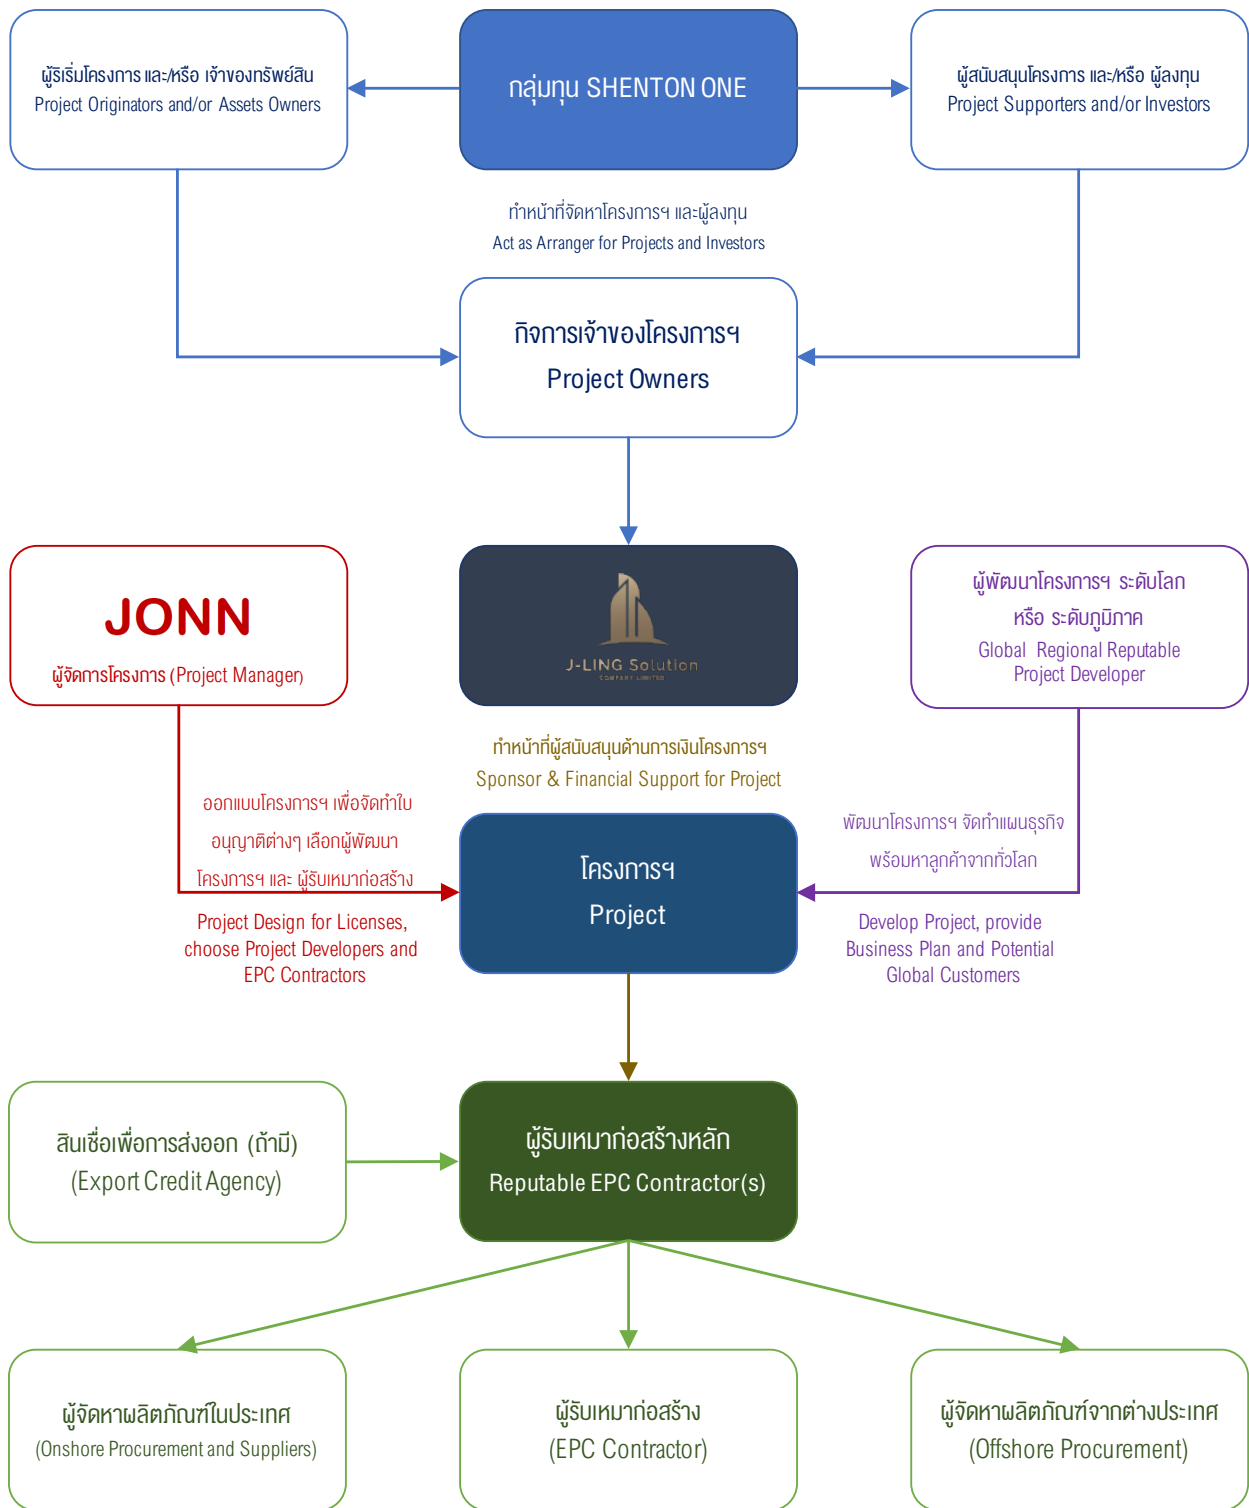 ผู้ริเริ่มโครงการ และ/หรือ เจ้าของทรัพย์สิน
Project Originators and/or Assets Owners
กลุ่มทุน SHENTON ONE
ผู้สนับสนุนโครงการ และ/หรือ ผู้ลงทุน
Project Supporters and/or Investors
ทำหน้าที่จัดหาโครงการฯ และผู้ลงทุน
Act as Arranger for Projects and Investors
กิจการเจ้าของโครงการฯ
Project Owners
JONN
ผู้จัดการโครงการ (Project Manager)
J-LING Solution
COMPANY LIMITED
ผู้พัฒนาโครงการฯ ระดับโลก
หรือ ระดับภูมิภาค
Global Regional Reputable
Project Developer
ทำหน้าที่ผู้สนับสนุนด้านการเงินโครงการฯ
Sponsor & Financial Support for Project
ออกแบบโครงการฯ เพื่อจัดทำใบ
อนุญาติต่างๆ เลือกผู้พัฒนา
โครงการฯ และ ผู้รับเหมาก่อสร้าง
Project Design for Licenses,
choose Project Developers and
EPC Contractors
โครงการฯ
Project
พัฒนาโครงการฯ จัดทำแผนธุรกิจ
พร้อมหาลูกค้าจากทั่วโลก
Develop Project, provide
Business Plan and Potential
Global Customers
สินเชื่อเพื่อการส่งออก (ถ้ามี)
(Export Credit Agency)
ผู้รับเหมาก่อสร้างหลัก
Reputable EPC Contractor(s)
ผู้จัดหาผลิตภัณฑ์ในประเทศ
(Onshore Procurement and Suppliers)
ผู้รับเหมาก่อสร้าง
(EPC Contractor)
ผู้จัดหาผลิตภัณฑ์จากต่างประเทศ
(Offshore Procurement)